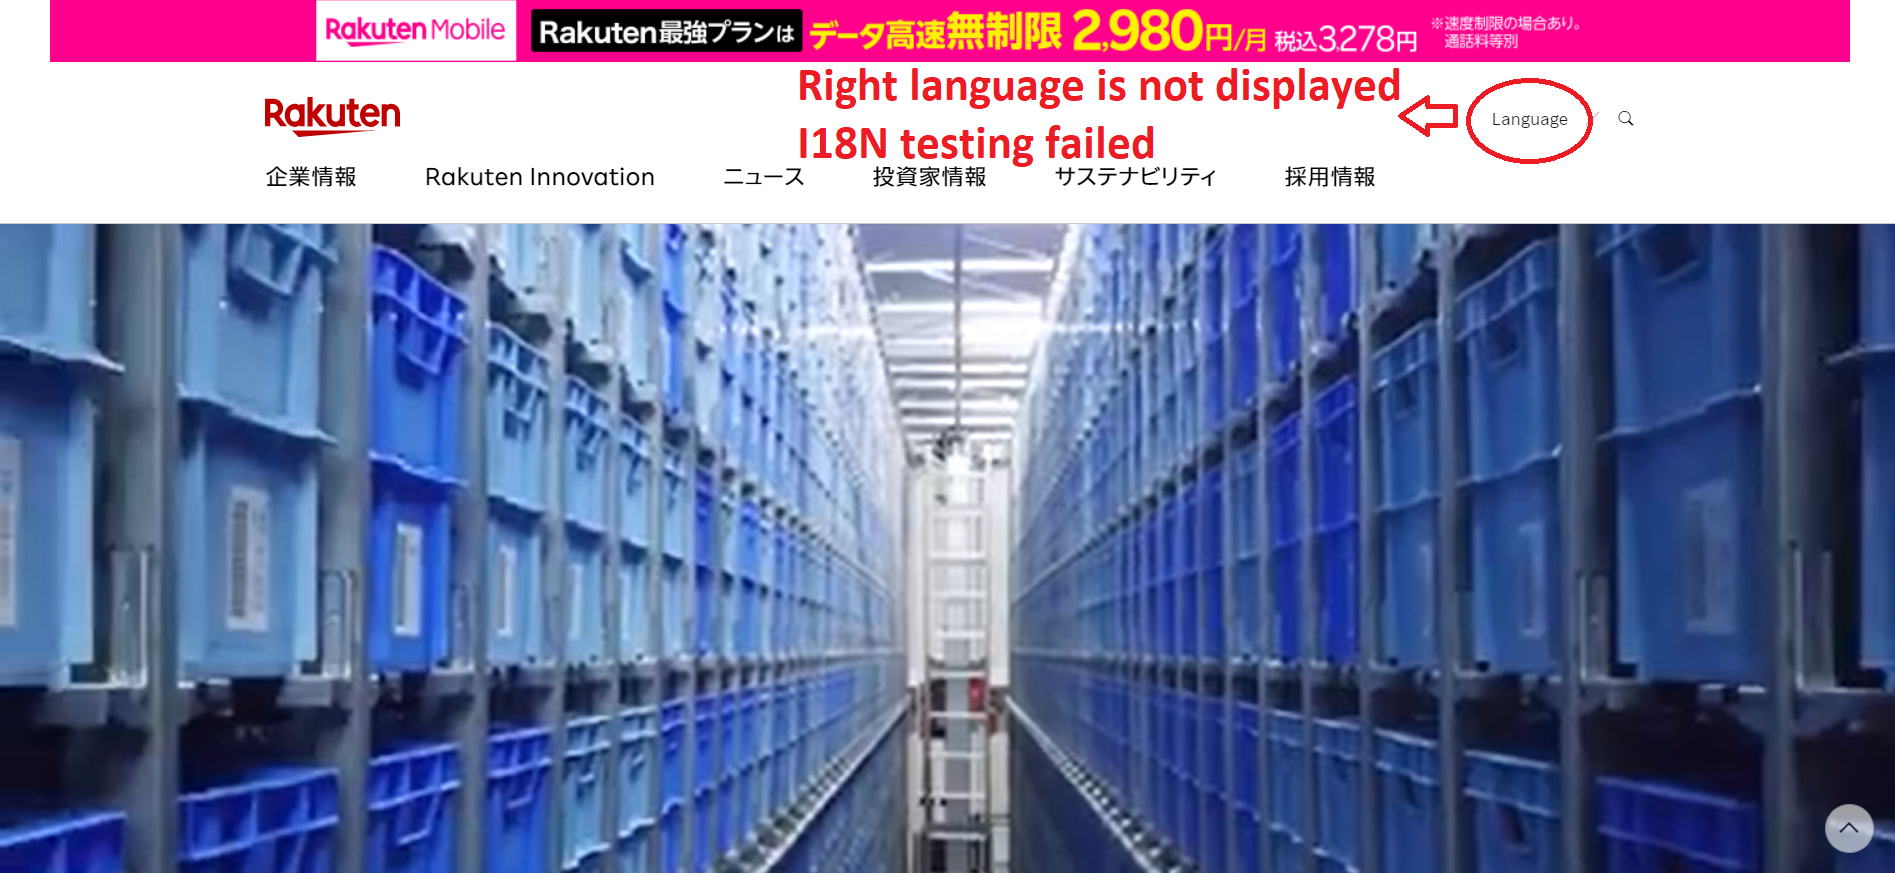 Rakuten Mobile
Rakuten最強プランは
データ高速無制限 2,980円/月 税込3,278円
※速度制限の場合あり。
通話料等別
Rakuten
Right language is not displayed
I18N testing failed
Language
企業情報 Rakuten Innovation ニュース 投資家情報 サステナビリティ 採用情報